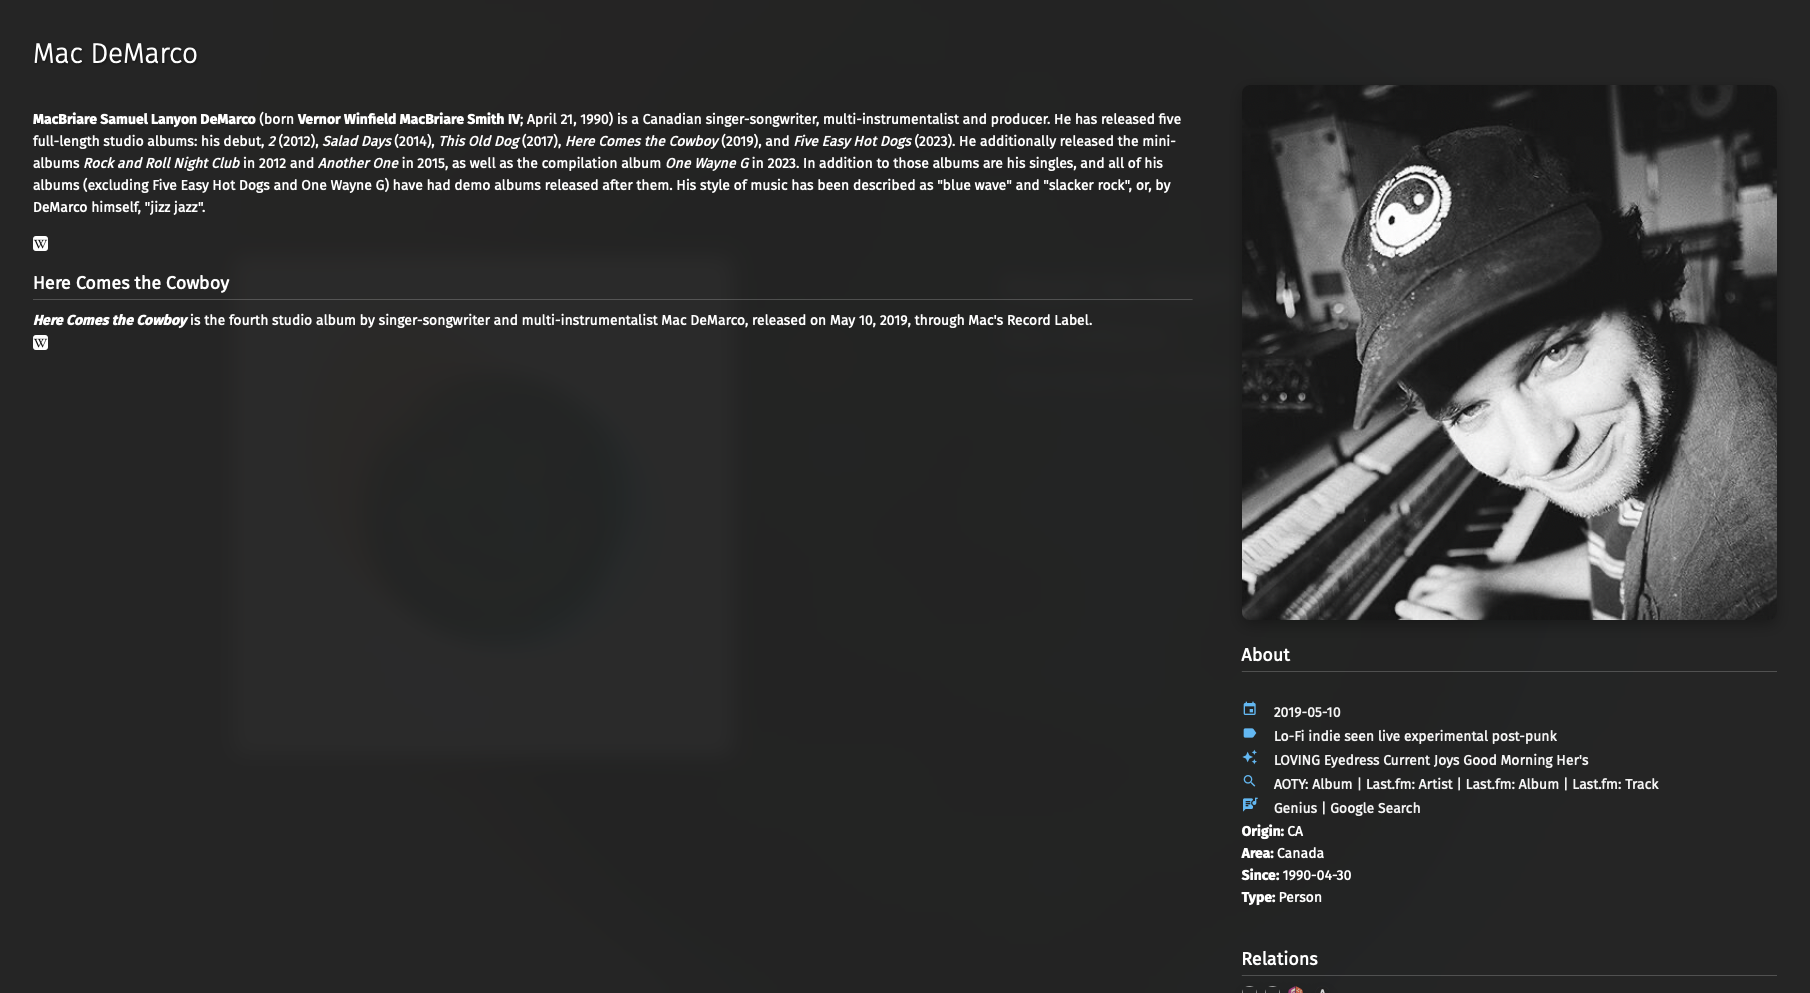 Mac DeMarco
MacBriare Samuel Lanyon DeMarco (born Vernor Winfield MacBriare Smith IV; April 21, 1990) is a Canadian singer-songwriter, multi-instrumentalist and producer. He has released five
full-length studio albums: his debut, 2 (2012), Salad Days (2014), This Old Dog (2017), Here Comes the Cowboy (2019), and Five Easy Hot Dogs (2023). He additionally released the mini-
albums Rock and Roll Night Club in 2012 and Another One in 2015, as well as the compilation album One Wayne G in 2023. In addition to those albums are his singles, and all of his
albums (excluding Five Easy Hot Dogs and One Wayne G) have had demo albums released after them. His style of music has been described as "blue wave" and "slacker rock", or, by
DeMarco himself, "jizz jazz".
W
Here Comes the Cowboy
Here Comes the Cowboy is the fourth studio album by singer-songwriter and multi-instrumentalist Mac DeMarco, released on May 10, 2019, through Mac's Record Label.
W
About
2019-05-10
Lo-Fi indie seen live experimental post-punk
LOVING Eyedress Current Joys Good Morning Her's
AOTY: Album | Last.fm: Artist | Last.fm: Album | Last.fm: Track
Genius | Google Search
Origin: CA
Area: Canada
Since: 1990-04-30
Type: Person
Relations